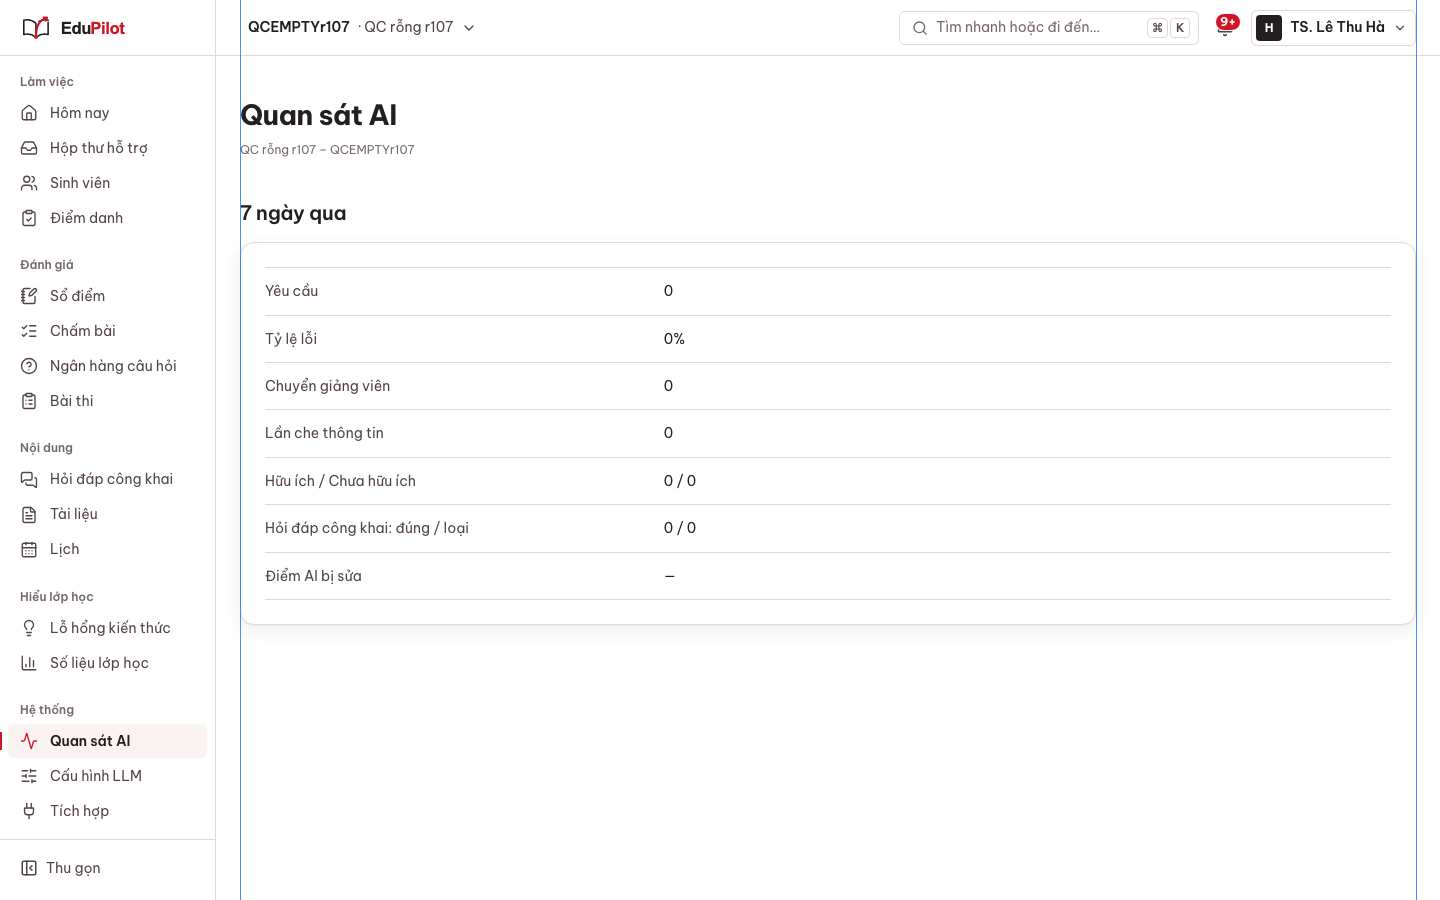 EduPilot
QCEMPTYr107 · QC rỗng r107
Tìm nhanh hoặc đi đến...
⌘ K
9+
H
TS. Lê Thu Hà
Làm việc
Hôm nay
Hộp thư hỗ trợ
Sinh viên
Điểm danh
Đánh giá
Sổ điểm
Chấm bài
Ngân hàng câu hỏi
Bài thi
Nội dung
Hỏi đáp công khai
Tài liệu
Lịch
Hiểu lớp học
Lỗ hổng kiến thức
Số liệu lớp học
Hệ thống
Quan sát AI
Cấu hình LLM
Tích hợp
Thu gọn
Quan sát AI
QC rỗng r107 – QCEMPTYr107
7 ngày qua
Yêu cầu 0
Tỷ lệ lỗi 0%
Chuyển giảng viên 0
Lần che thông tin 0
Hữu ích / Chưa hữu ích 0 / 0
Hỏi đáp công khai: đúng / loại 0 / 0
Điểm AI bị sửa —